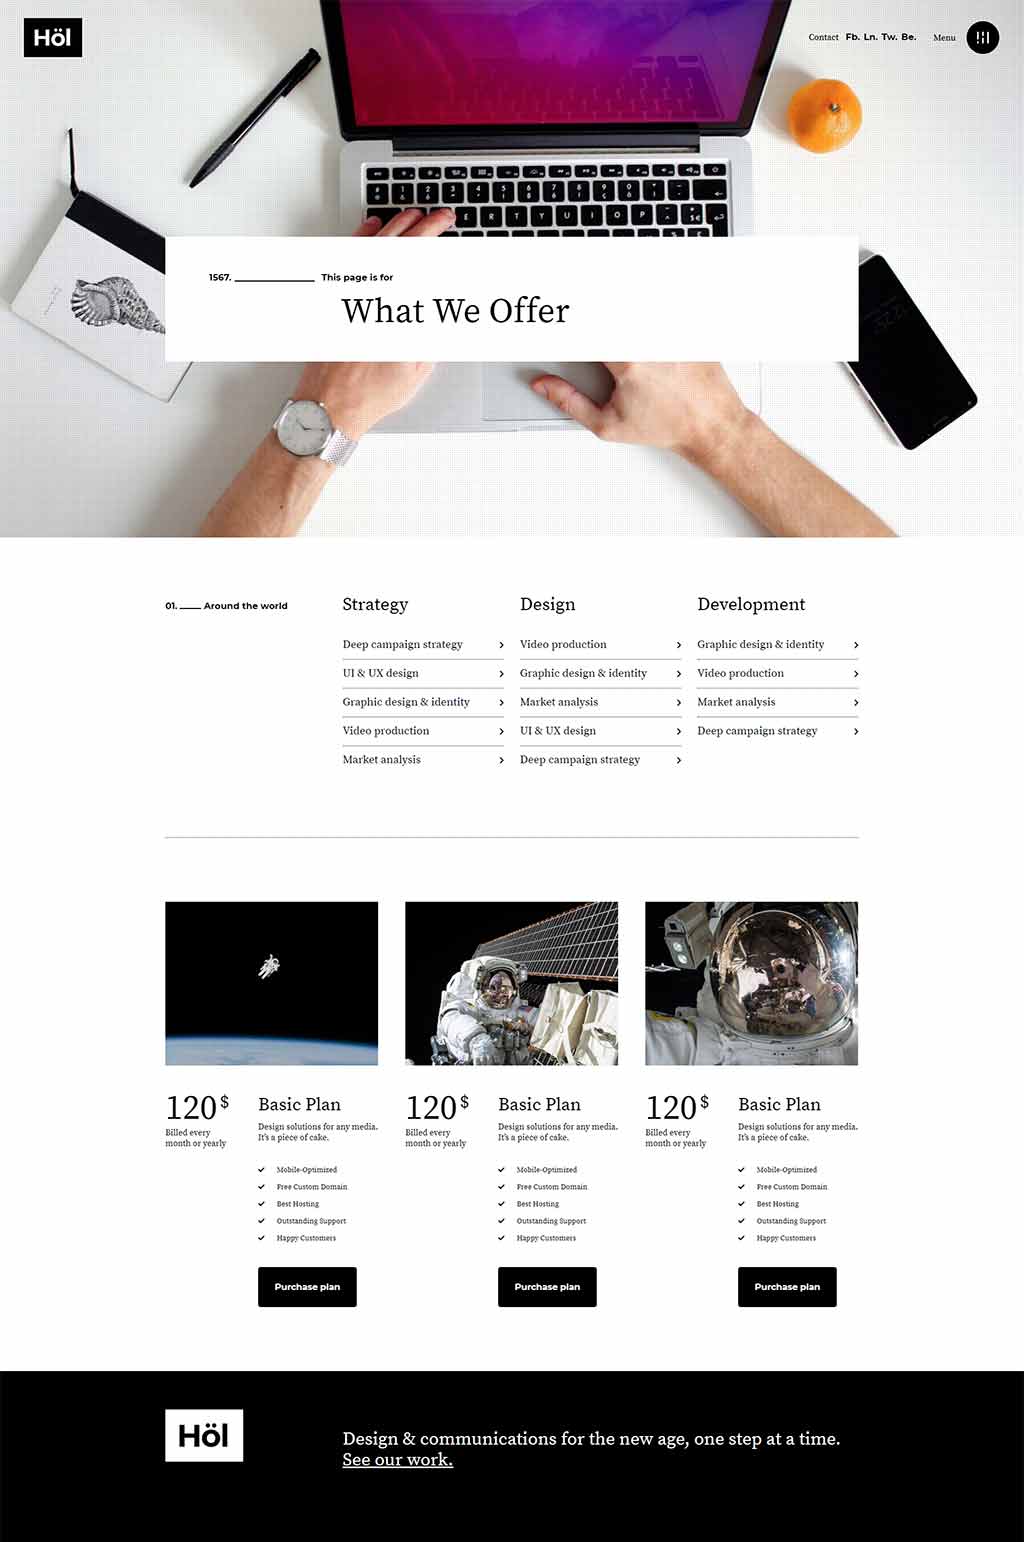 Höl
Contact Fb. Ln. Tw. Be. Menu
1567. This page is for
What We Offer
01. Around the world
Strategy
Deep campaign strategy
UI & UX design
Graphic design & identity
Video production
Market analysis
Design
Video production
Graphic design & identity
Market analysis
UI & UX design
Deep campaign strategy
Development
Graphic design & identity
Video production
Market analysis
Deep campaign strategy
120$
Billed every
month or yearly
Basic Plan
Design solutions for any media.
It's a piece of cake.
Mobile-Optimized
Free Custom Domain
Best Hosting
Outstanding Support
Happy Customers
Purchase plan
120$
Billed every
month or yearly
Basic Plan
Design solutions for any media.
It's a piece of cake.
Mobile-Optimized
Free Custom Domain
Best Hosting
Outstanding Support
Happy Customers
Purchase plan
120$
Billed every
month or yearly
Basic Plan
Design solutions for any media.
It's a piece of cake.
Mobile-Optimized
Free Custom Domain
Best Hosting
Outstanding Support
Happy Customers
Purchase plan
Höl
Design & communications for the new age, one step at a time.
See our work.